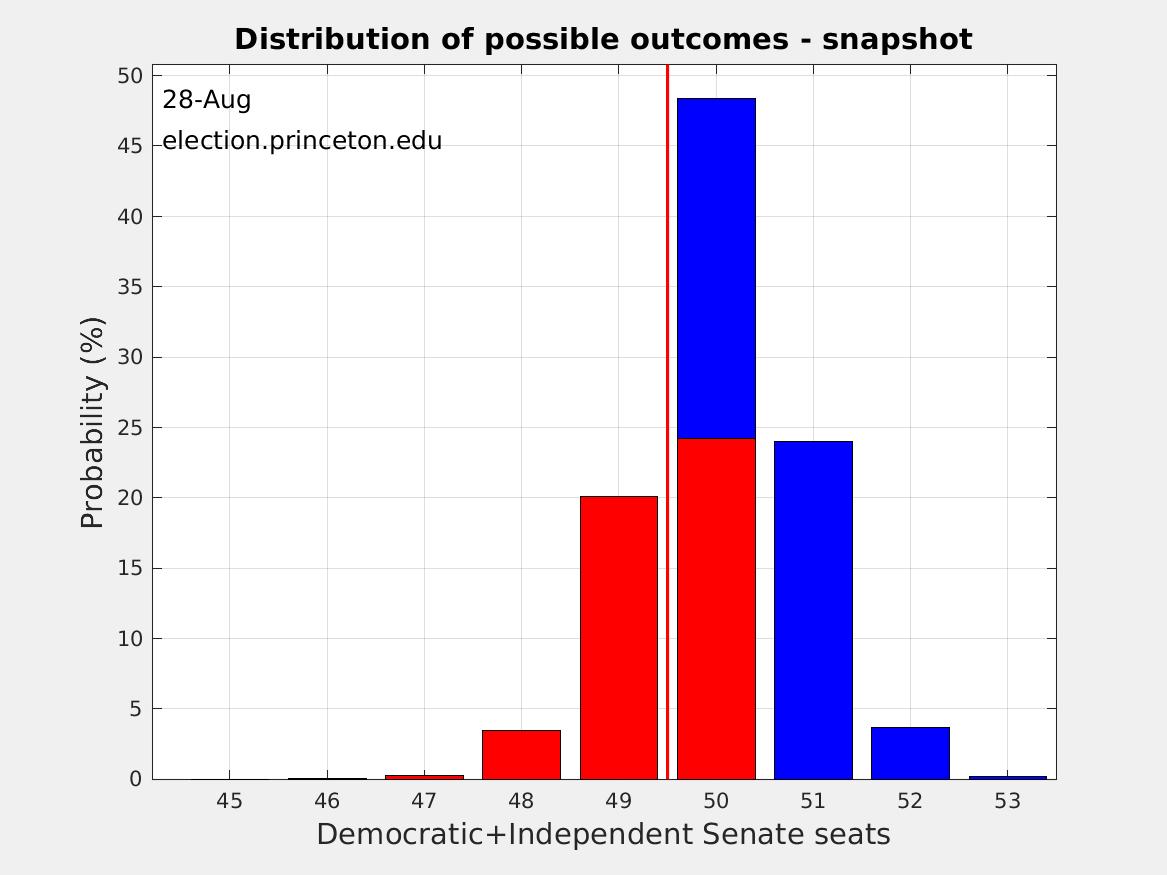 Distribution of possible outcomes - snapshot
28-Aug
election.princeton.edu
Probability (%)
50
45
40
35
30
25
20
15
10
5
0
45 46 47 48 49 50 51 52 53
Democratic+Independent Senate seats